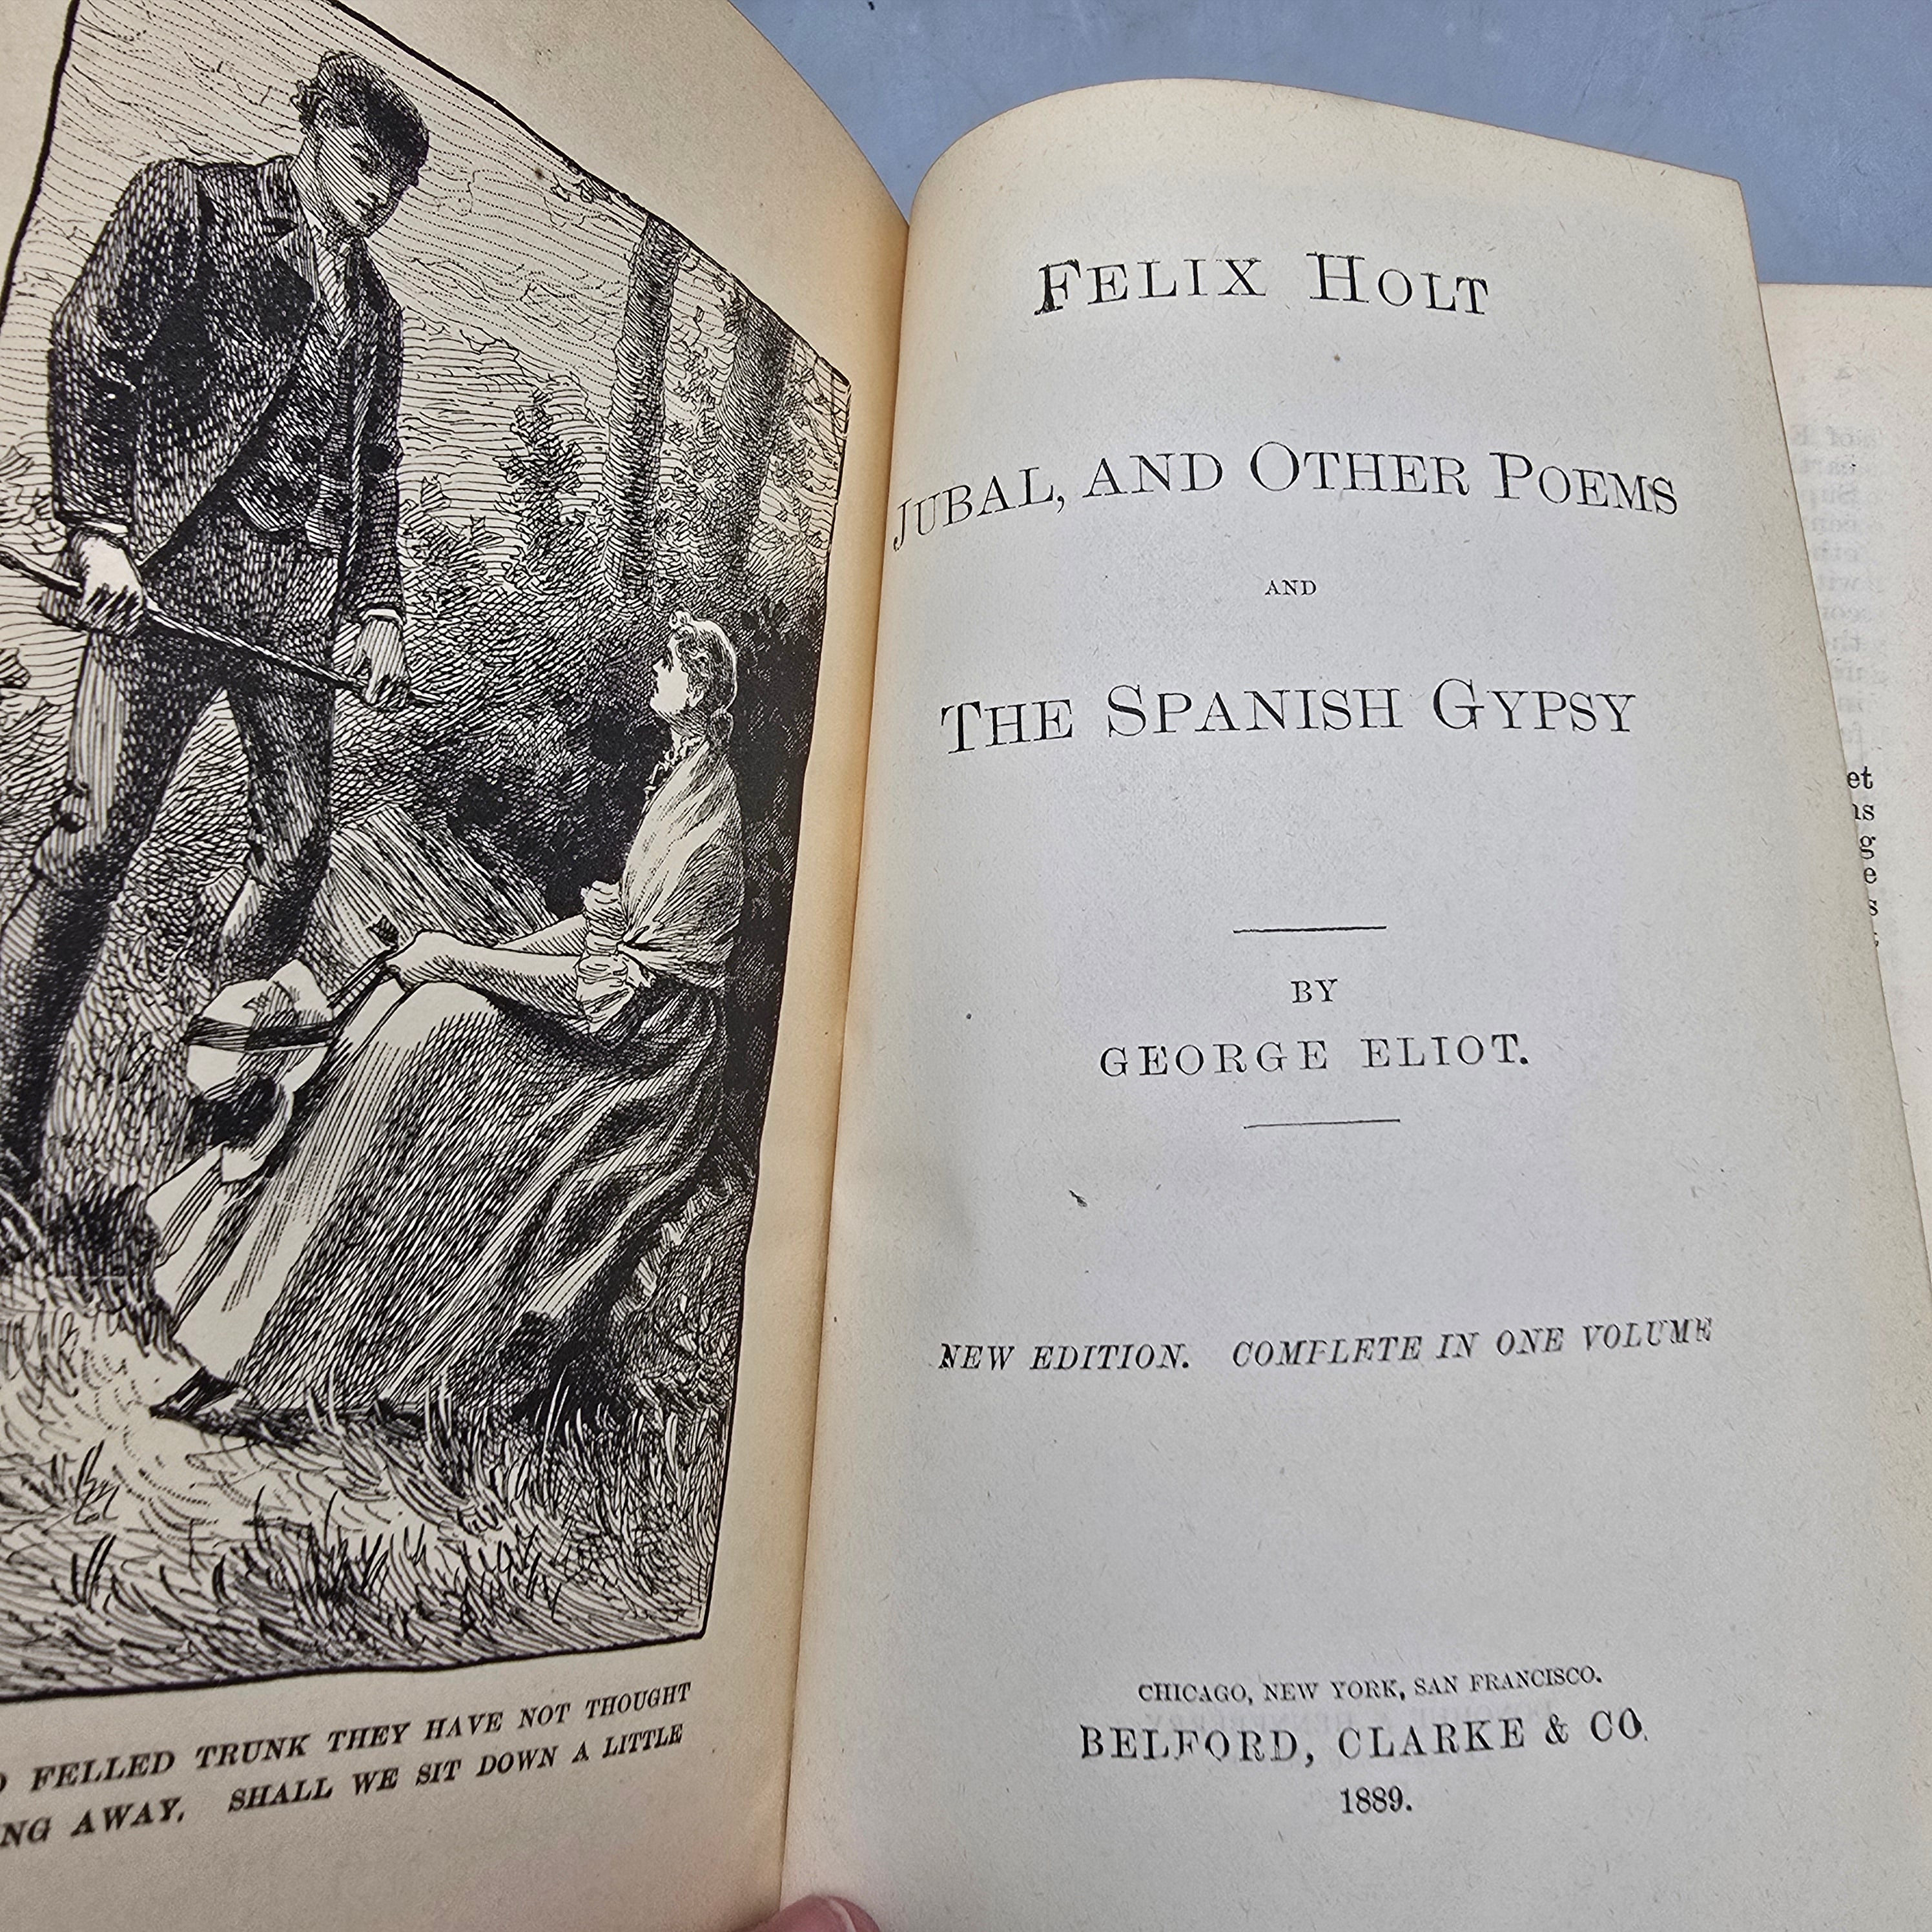 FELLED TRUNK THEY HAVE NOT THOUGHT
AWAY. SHALL WE SIT DOWN A LITTLE
FELIX HOLT
JUBAL, AND OTHER POEMS
AND
THE SPANISH GYPSY
BY
GEORGE ELIOT.
NEW EDITION. COMPLETE IN ONE VOLUME
CHICAGO, NEW YORK, SAN FRANCISCO.
BELFORD, CLARKE & CO.
1889.